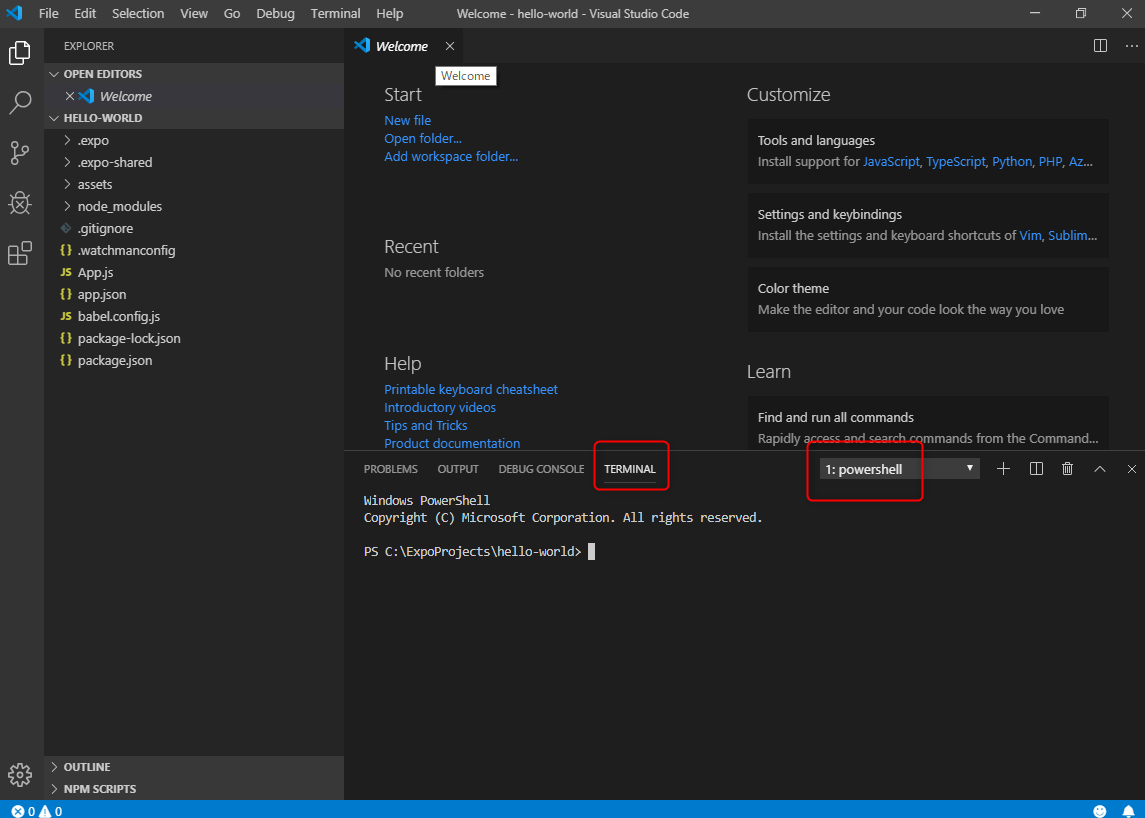 File Edit Selection View Go Debug Terminal Help Welcome - hello-world - Visual Studio Code
EXPLORER
OPEN EDITORS
Welcome
HELLO-WORLD
.expo
.expo-shared
assets
node_modules
.gitignore
{} .watchmanconfig
JS App.js
{} app.json
JS babel.config.js
{} package-lock.json
{} package.json
OUTLINE
NPM SCRIPTS
Welcome
Welcome
Start
New file
Open folder...
Add workspace folder...
Recent
No recent folders
Help
Printable keyboard cheatsheet
Introductory videos
Tips and Tricks
Product documentation
Customize
Tools and languages
Install support for JavaScript, TypeScript, Python, PHP, Az...
Settings and keybindings
Install the settings and keyboard shortcuts of Vim, Sublim...
Color theme
Make the editor and your code look the way you love
Learn
Find and run all commands
Rapidly access and search commands from the Command...
PROBLEMS OUTPUT DEBUG CONSOLE TERMINAL 1: powershell
Windows PowerShell
Copyright (C) Microsoft Corporation. All rights reserved.
PS C:\ExpoProjects\hello-world>
0 0